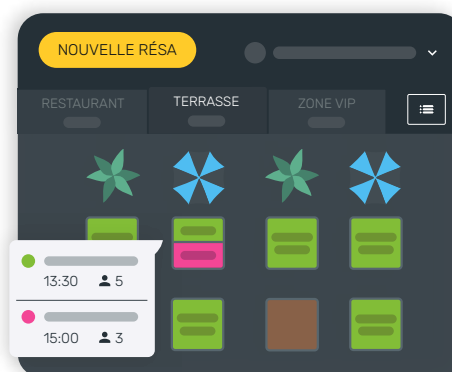 NOUVELLE RÉSA
RESTAURANT
TERRASSE
ZONE VIP
13:30 5
15:00 3